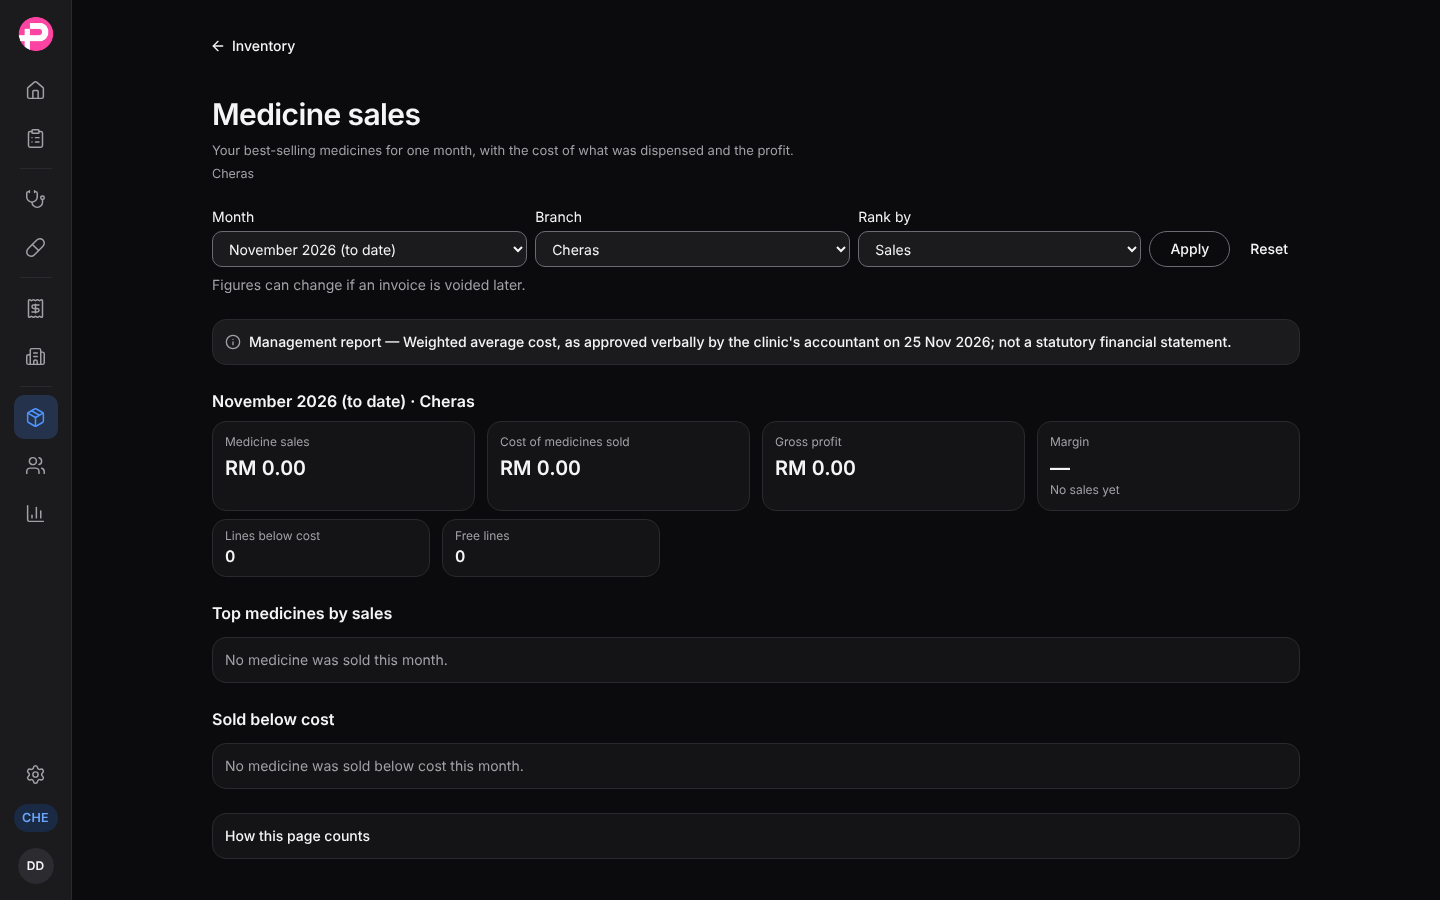 Inventory
Medicine sales
Your best-selling medicines for one month, with the cost of what was dispensed and the profit.
Cheras
Month
Branch
Rank by
November 2026 (to date)
Cheras
Sales
Apply
Reset
Figures can change if an invoice is voided later.
Management report — Weighted average cost, as approved verbally by the clinic's accountant on 25 Nov 2026; not a statutory financial statement.
November 2026 (to date) · Cheras
Medicine sales
RM 0.00
Cost of medicines sold
RM 0.00
Gross profit
RM 0.00
Margin
—
No sales yet
Lines below cost
0
Free lines
0
Top medicines by sales
No medicine was sold this month.
Sold below cost
No medicine was sold below cost this month.
How this page counts
CHE
DD